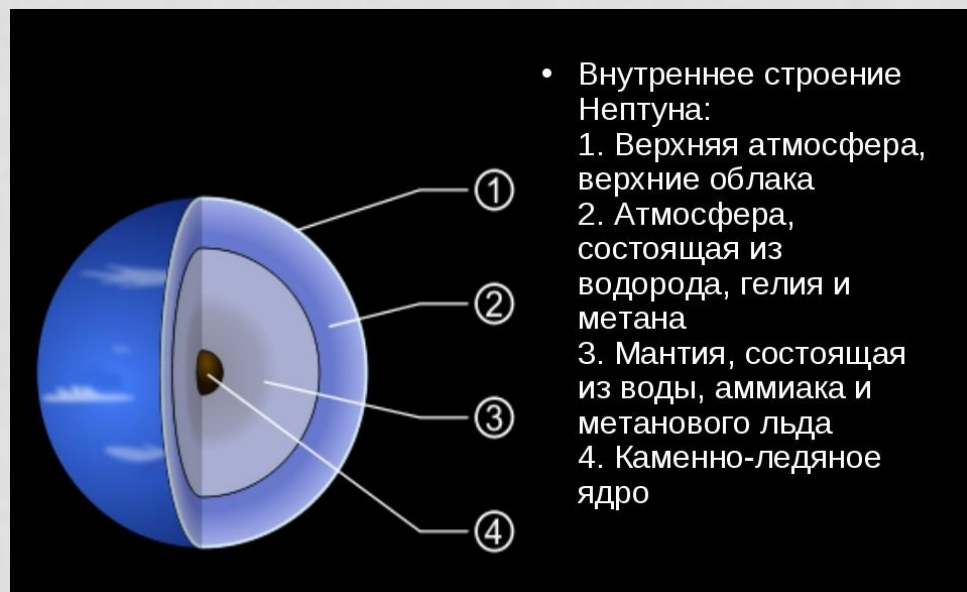 • Внутреннее строение
Нептуна:
1. Верхняя атмосфера,
верхние облака
2. Атмосфера,
состоящая из
водорода, гелия и
метана
3. Мантия, состоящая
из воды, аммиака и
метанового льда
4. Каменно-ледяное
ядро
1
2
3
4